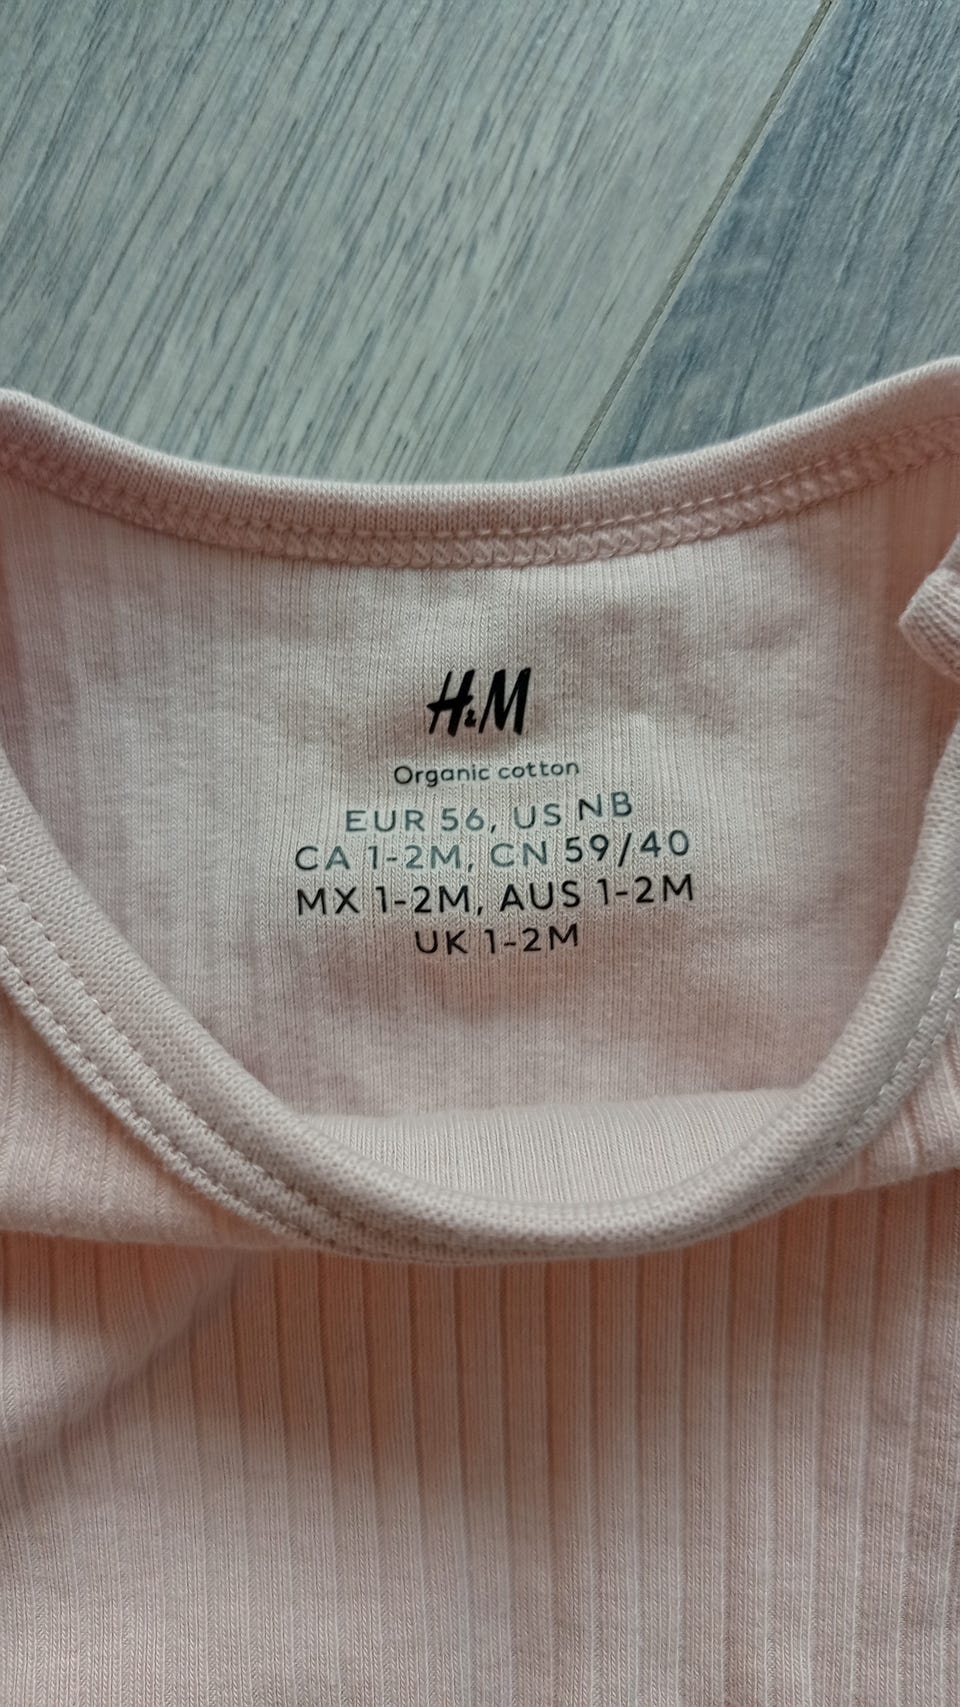 H&M
Organic cotton
EUR 56, US NB
CA 1-2M, CN 59/40
MX 1-2M, AUS 1-2M
UK 1-2M